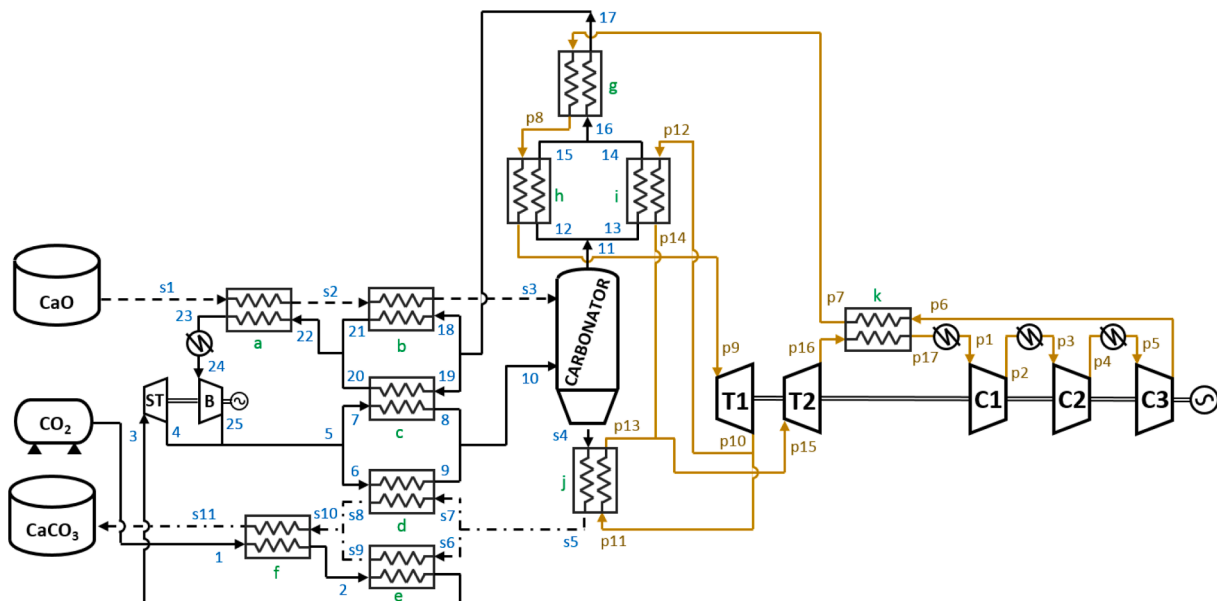 17
g
p8
16
p12
15
14
h
i
12
13
p14
11
CaO
s1
s2
s3
23
22
21
18
a
b
24
20
19
10
CARBONATOR
p7
k
p6
p9
p16
p17
p1
p3
p5
p2
p4
ST
B
CO2
3
4
25
5
7
8
c
T1
T2
C1
C2
C3
s4
p13
p10
p15
6
9
j
CaCO3
s11
s10
s8
s7
d
s5
p11
s9
s6
1
f
2
e